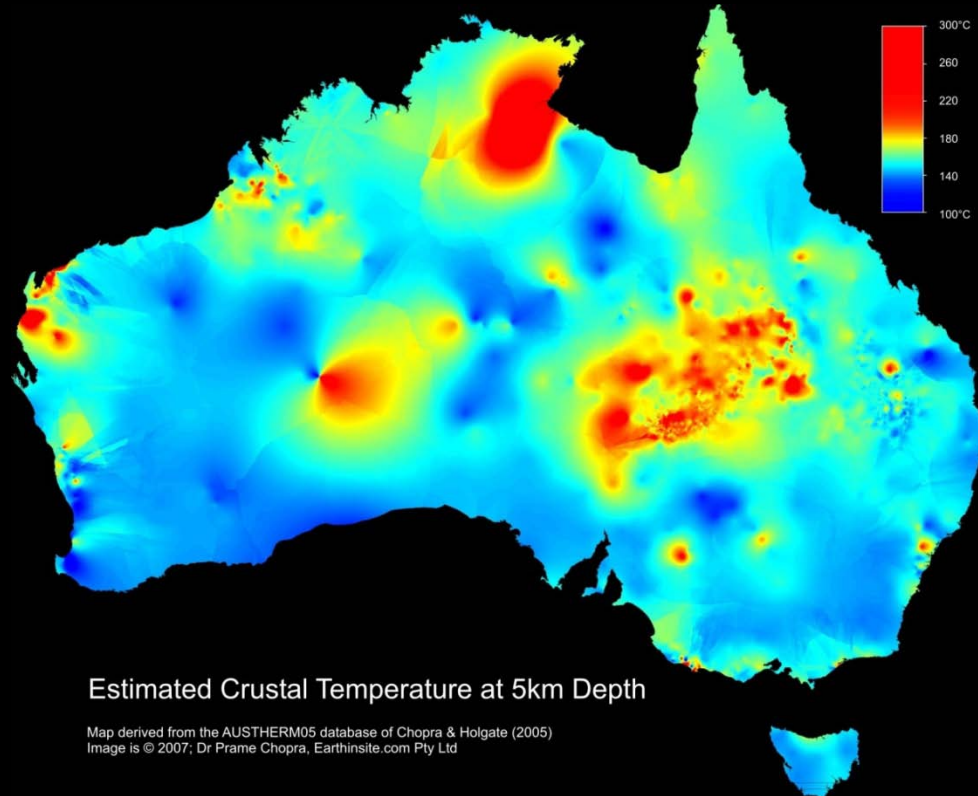 300°C
260
220
180
140
100°C
Estimated Crustal Temperature at 5km Depth
Map derived from the AUSTHERM05 database of Chopra & Holgate (2005)
Image is © 2007; Dr Prame Chopra, Earthinsite.com Pty Ltd